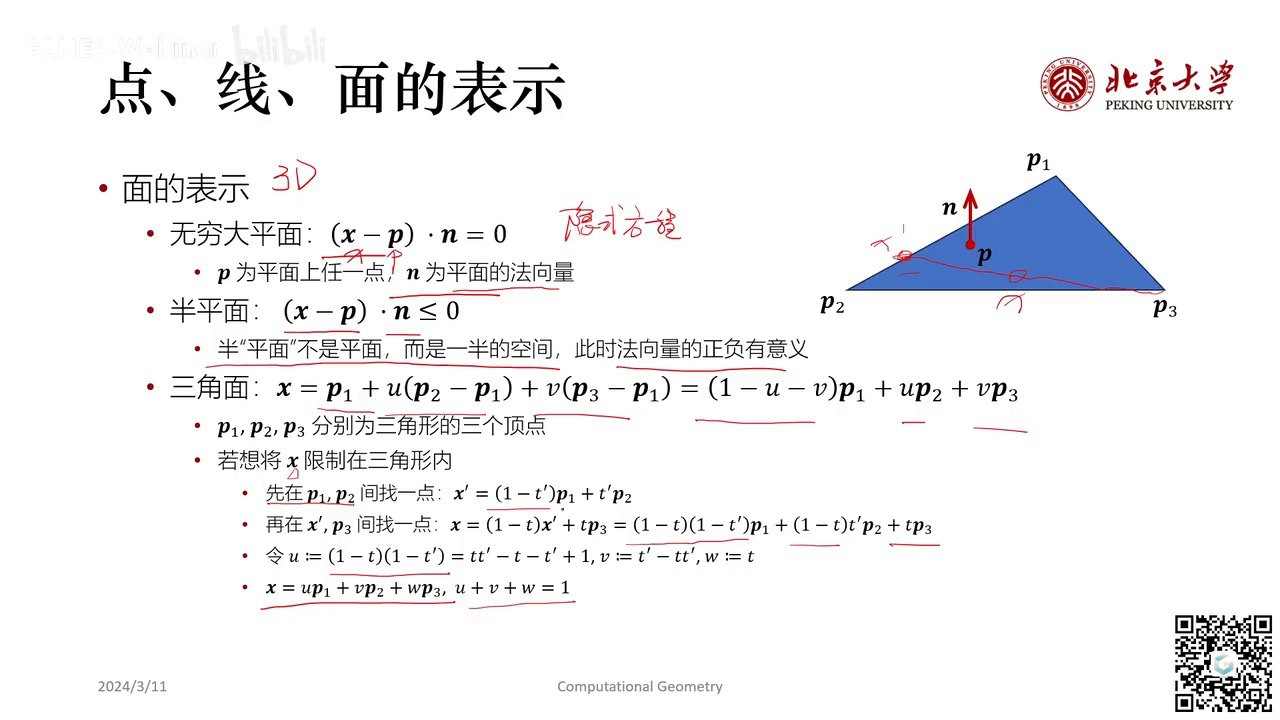 bilibili
点、线、面的表示
北京大学
PEKING UNIVERSITY
• 面的表示 3D
• 无穷大平面：(x − p) · n = 0 隐式方程
• p 为平面上任一点，n 为平面的法向量
• 半平面：(x − p) · n ≤ 0
• 半“平面”不是平面，而是一半的空间，此时法向量的正负有意义
• 三角面：x = p₁ + u(p₂ − p₁) + v(p₃ − p₁) = (1 − u − v)p₁ + up₂ + vp₃
• p₁, p₂, p₃ 分别为三角形的三个顶点
• 若想将 x 限制在三角形内
• 先在 p₁, p₂ 间找一点：x′ = (1 − t′)p₁ + t′p₂
• 再在 x′, p₃ 间找一点：x = (1 − t)x′ + tp₃ = (1 − t)(1 − t′)p₁ + (1 − t)t′p₂ + tp₃
• 令 u ≔ (1 − t)(1 − t′) = tt′ − t − t′ + 1, v ≔ t′ − tt′, w ≔ t
• x = up₁ + vp₂ + wp₃, u + v + w = 1
p₁
n
p
x′
p₂
x
p₃
2024/3/11
Computational Geometry